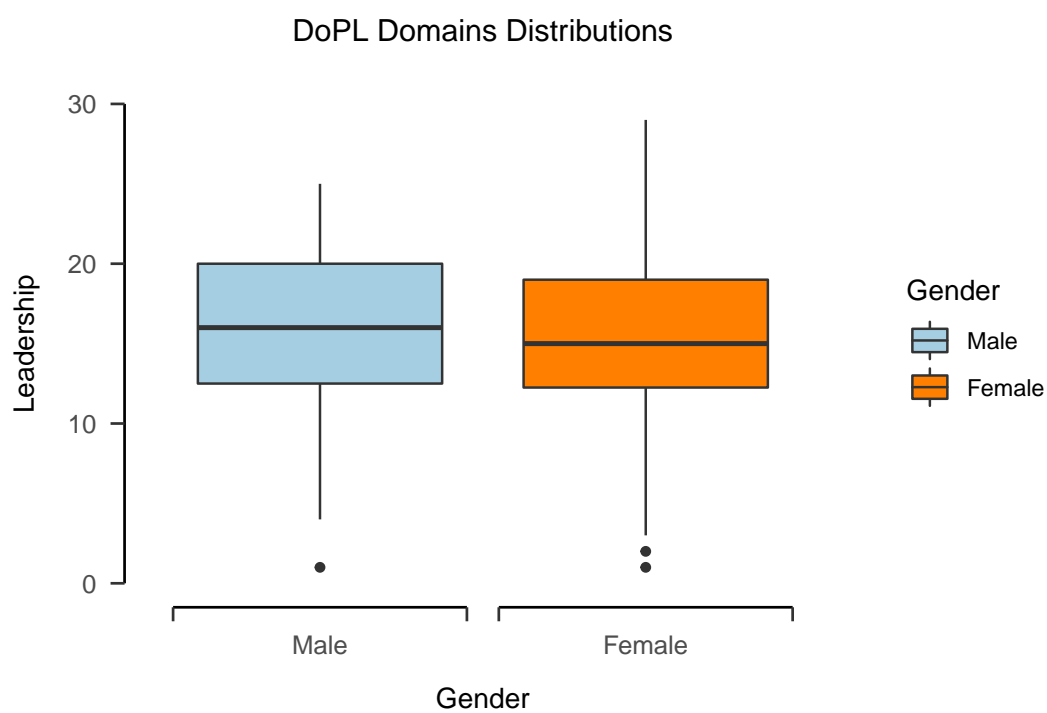 DoPL Domains Distributions
30
20
10
0
Leadership
Male
Female
Gender
Gender
Male
Female